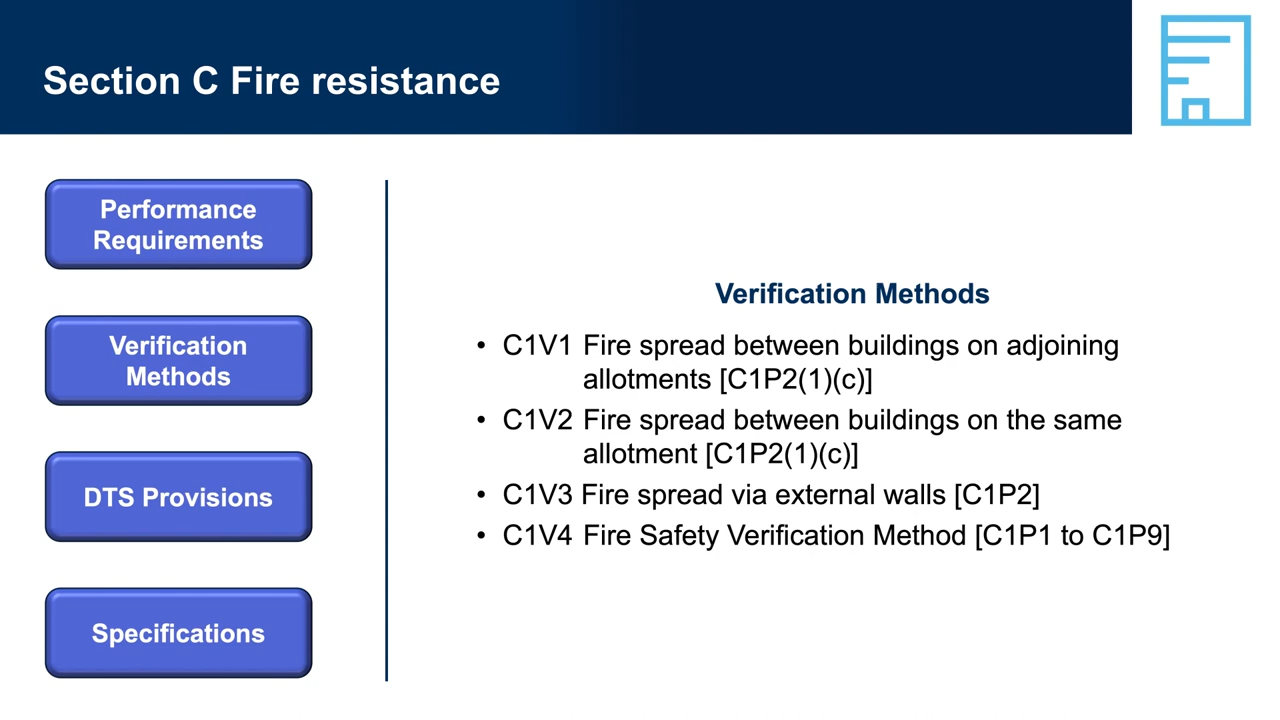 Section C Fire resistance
Performance
Requirements
Verification
Methods
DTS Provisions
Specifications
Verification Methods
• C1V1 Fire spread between buildings on adjoining
allotments [C1P2(1)(c)]
• C1V2 Fire spread between buildings on the same
allotment [C1P2(1)(c)]
• C1V3 Fire spread via external walls [C1P2]
• C1V4 Fire Safety Verification Method [C1P1 to C1P9]